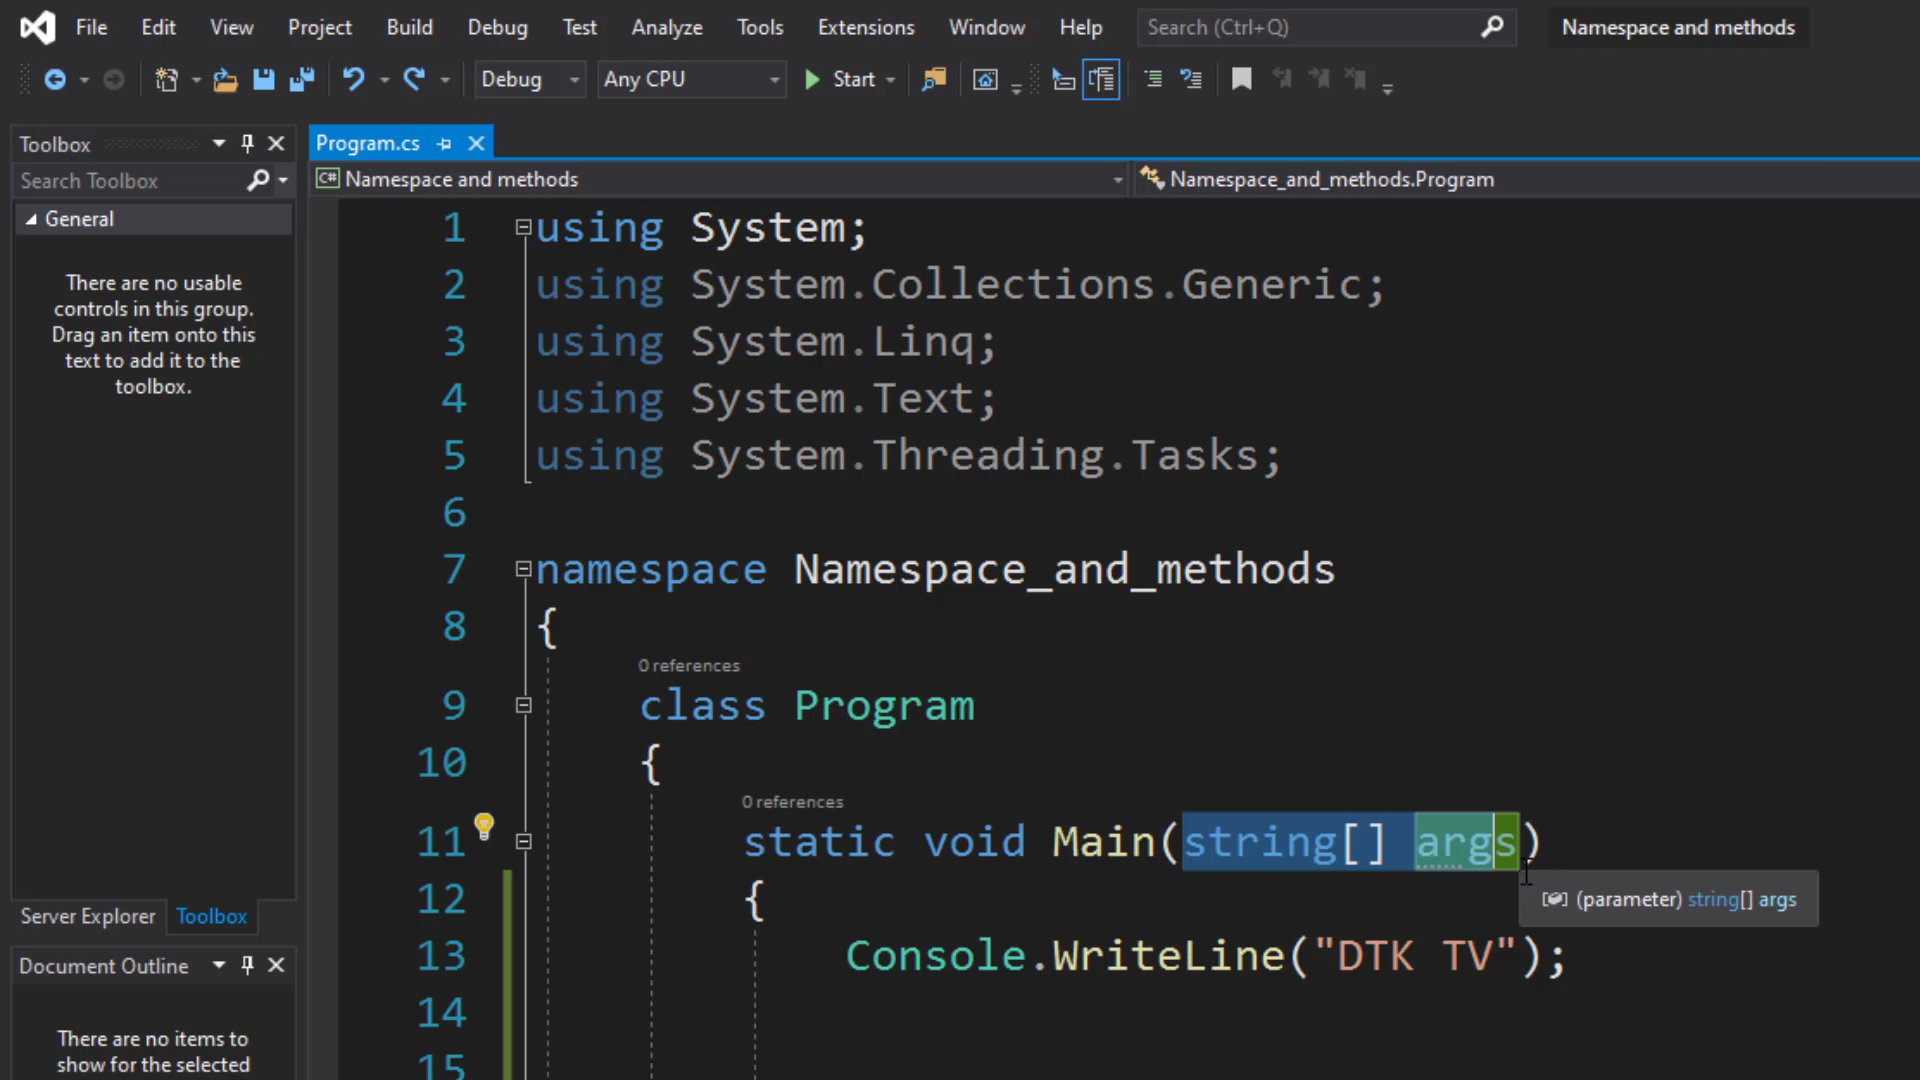 File Edit View Project Build Debug Test Analyze Tools Extensions Window Help Search (Ctrl+Q) Namespace and methods
Debug Any CPU Start
Toolbox
Search Toolbox
General
There are no usable
controls in this group.
Drag an item onto this
text to add it to the
toolbox.
Server Explorer Toolbox
Document Outline
There are no items to
show for the selected
Program.cs
C# Namespace and methods Namespace_and_methods.Program
1 using System;
2 using System.Collections.Generic;
3 using System.Linq;
4 using System.Text;
5 using System.Threading.Tasks;
6
7 namespace Namespace_and_methods
8 {
0 references
9 class Program
10 {
0 references
11 static void Main(string[] args)
12 {
(parameter) string[] args
13 Console.WriteLine("DTK TV");
14
15